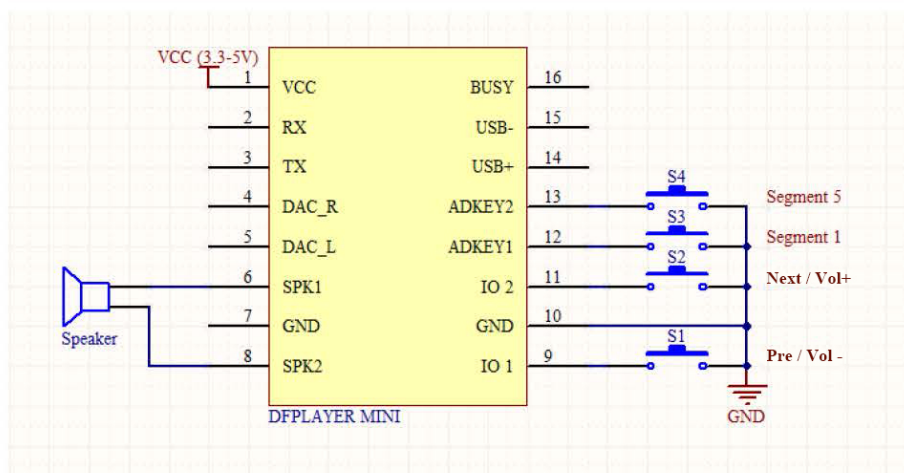 VCC (3.3-5V)
1 VCC BUSY 16
2 RX USB- 15
3 TX USB+ 14
S4
4 DAC_R ADKEY2 13 Segment 5
S3
5 DAC_L ADKEY1 12 Segment 1
S2
6 SPK1 IO 2 11 Next / Vol+
7 GND GND 10
Speaker
S1
8 SPK2 IO 1 9 Pre / Vol -
DFPLAYER MINI
GND